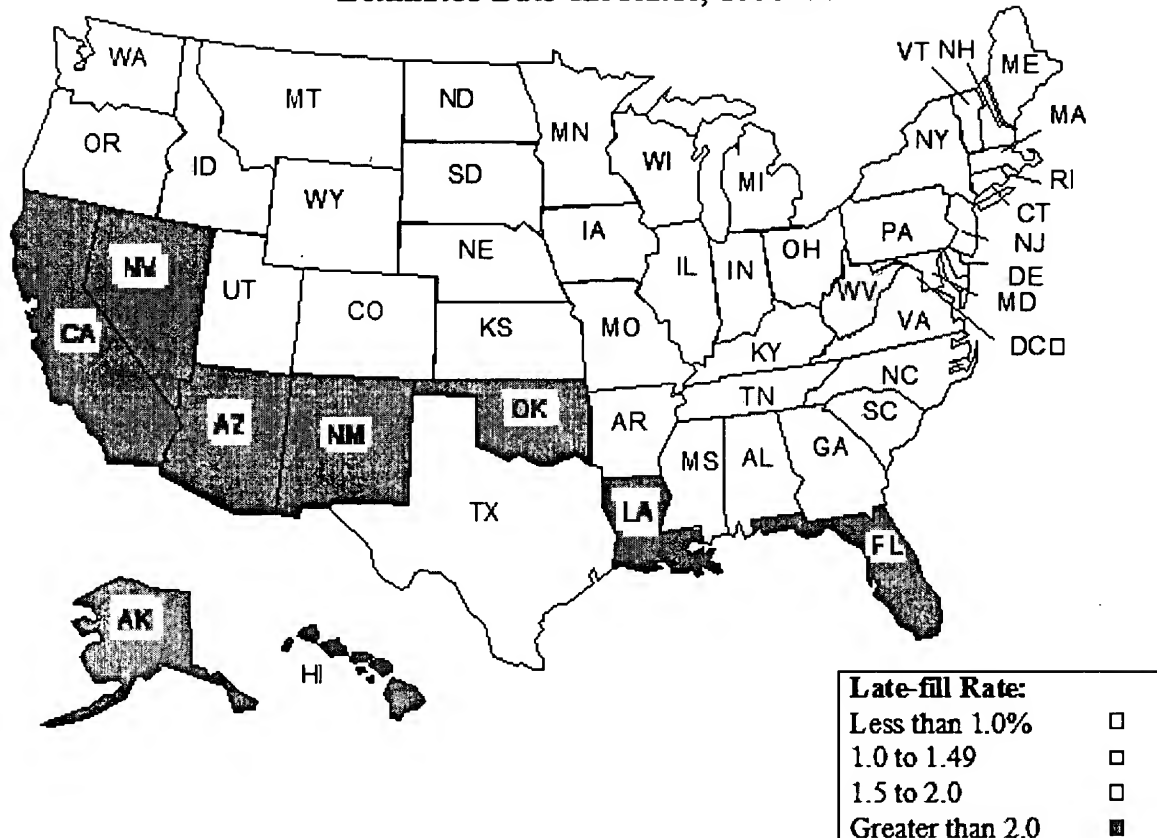 WA
MT
ND
MN
VT NH
ME
OR
ID
SD
WI
MI
NY
MA
WY
RI
NE
IA
PA
CT
NV
UT
IL
IN
OH
NJ
CO
KS
MO
WV
DE
MD
CA
KY
VA
DC□
AZ
NM
OK
AR
TN
NC
SC
MS
AL
GA
TX
LA
FL
AK
HI
Late-fill Rate:
Less than 1.0% □
1.0 to 1.49 □
1.5 to 2.0 □
Greater than 2.0 ■